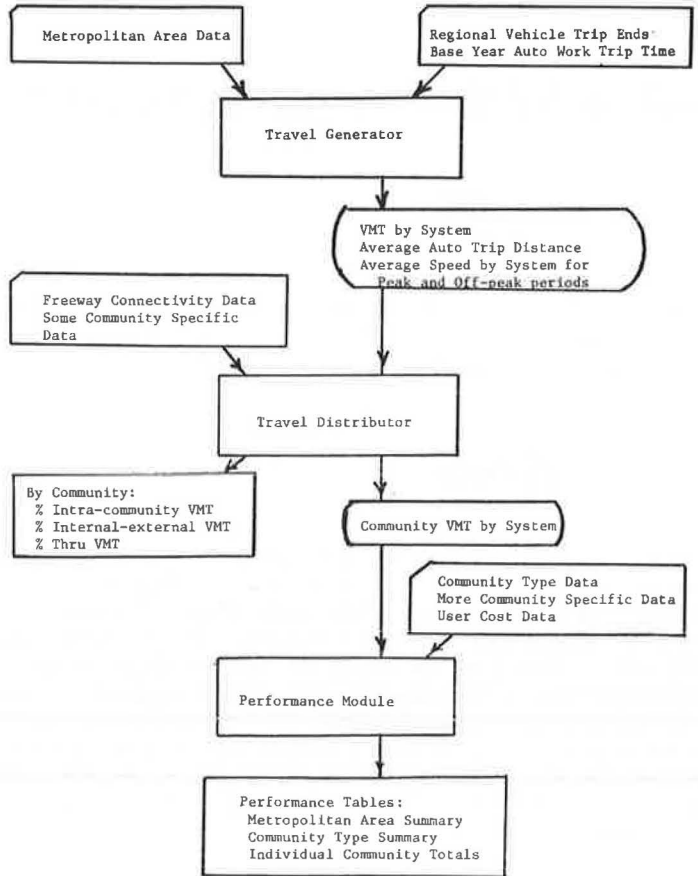 Metropolitan Area Data
Regional Vehicle Trip Ends
Base Year Auto Work Trip Time
Travel Generator
VMT by System
Average Auto Trip Distance
Average Speed by System for
Peak and Off-peak periods
Freeway Connectivity Data
Some Community Specific
Data
Travel Distributor
By Community:
% Intra-community VMT
% Internal-external VMT
% Thru VMT
Community VMT by System
Community Type Data
More Community Specific Data
User Cost Data
Performance Module
Performance Tables:
Metropolitan Area Summary
Community Type Summary
Individual Community Totals